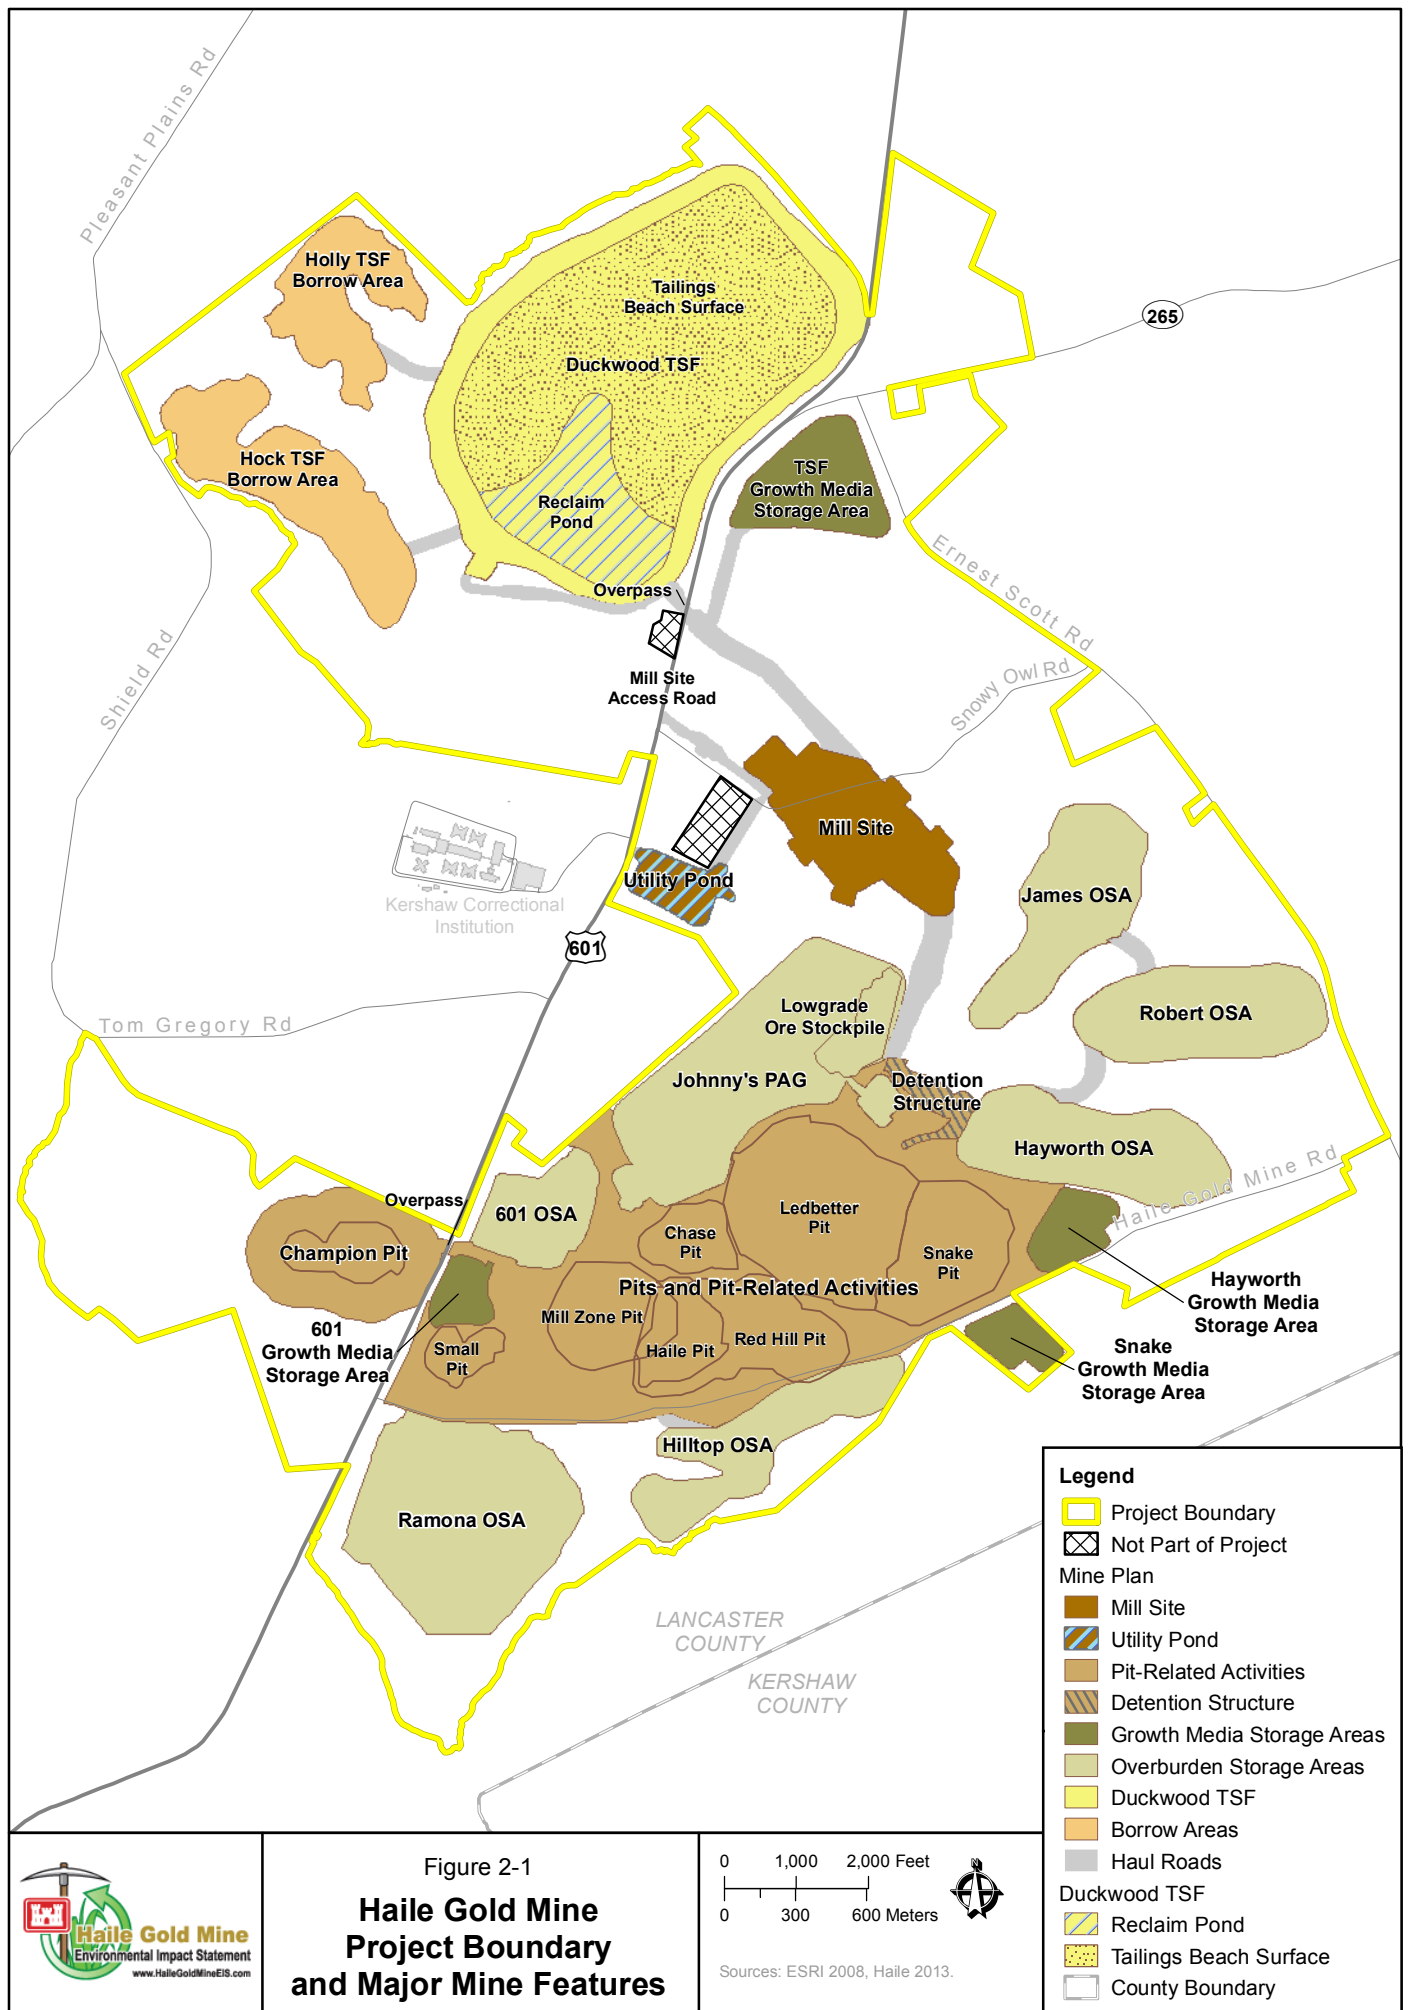 Pleasant Plains Rd
Holly TSF
Borrow Area
Tailings
Beach Surface
265
Duckwood TSF
Hock TSF
Borrow Area
TSF
Growth Media
Storage Area
Reclaim
Pond
Ernest Scott Rd
Overpass
Shield Rd
Mill Site
Access Road
Snowy Owl Rd
Mill Site
Utility Pond
James OSA
Kershaw Correctional
Institution
601
Lowgrade
Ore Stockpile
Robert OSA
Tom Gregory Rd
Johnny's PAG
Detention
Structure
Hayworth OSA
Haile Gold Mine Rd
Overpass
601 OSA
Ledbetter
Pit
Chase
Pit
Champion Pit
Snake
Pit
Pits and Pit-Related Activities
Hayworth
Growth Media
Storage Area
Mill Zone Pit
601
Growth Media
Storage Area
Small
Pit
Haile Pit
Red Hill Pit
Snake
Growth Media
Storage Area
Hilltop OSA
Ramona OSA
LANCASTER
COUNTY
KERSHAW
COUNTY
Legend
Project Boundary
Not Part of Project
Mine Plan
Mill Site
Utility Pond
Pit-Related Activities
Detention Structure
Growth Media Storage Areas
Overburden Storage Areas
Duckwood TSF
Borrow Areas
Haul Roads
Duckwood TSF
Reclaim Pond
Tailings Beach Surface
County Boundary
Haile Gold Mine
Environmental Impact Statement
www.HaileGoldMineEIS.com
Figure 2-1
Haile Gold Mine
Project Boundary
and Major Mine Features
0 1,000 2,000 Feet
0 300 600 Meters
N
Sources: ESRI 2008, Haile 2013.